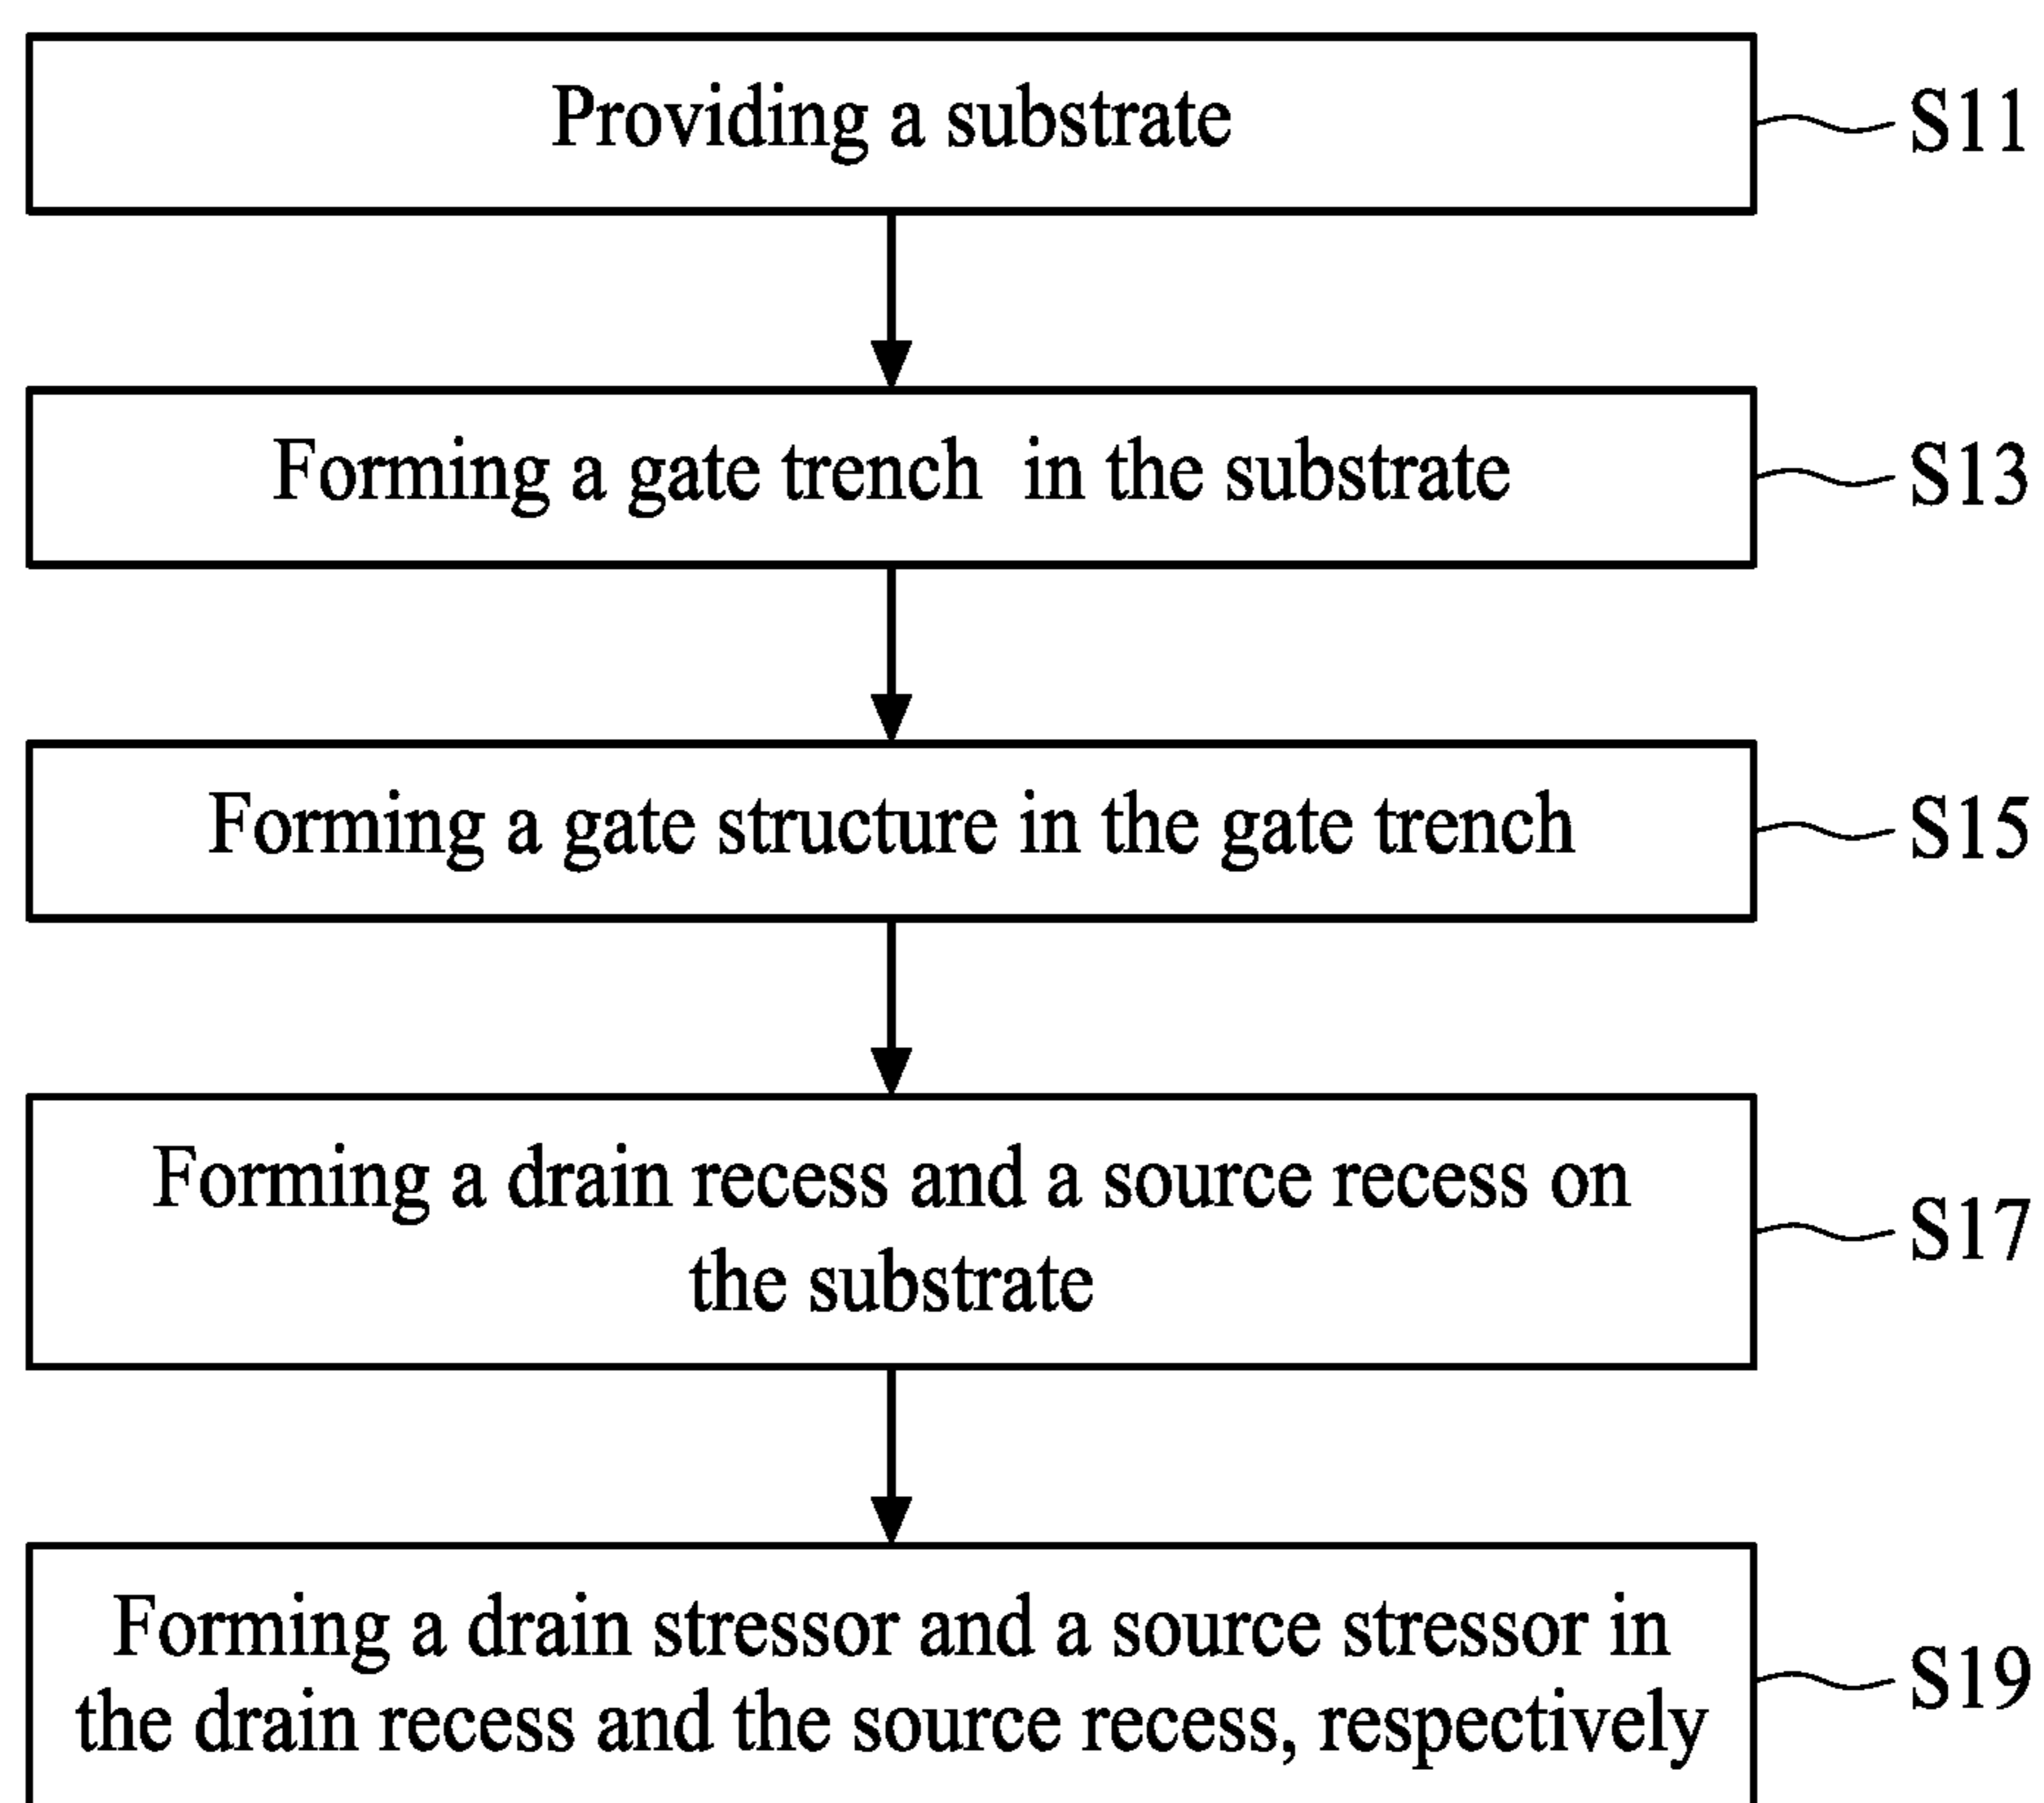 Providing a substrate
S11
Forming a gate trench in the substrate
S13
Forming a gate structure in the gate trench
S15
Forming a drain recess and a source recess on
the substrate
S17
Forming a drain stressor and a source stressor in
the drain recess and the source recess, respectively
S19